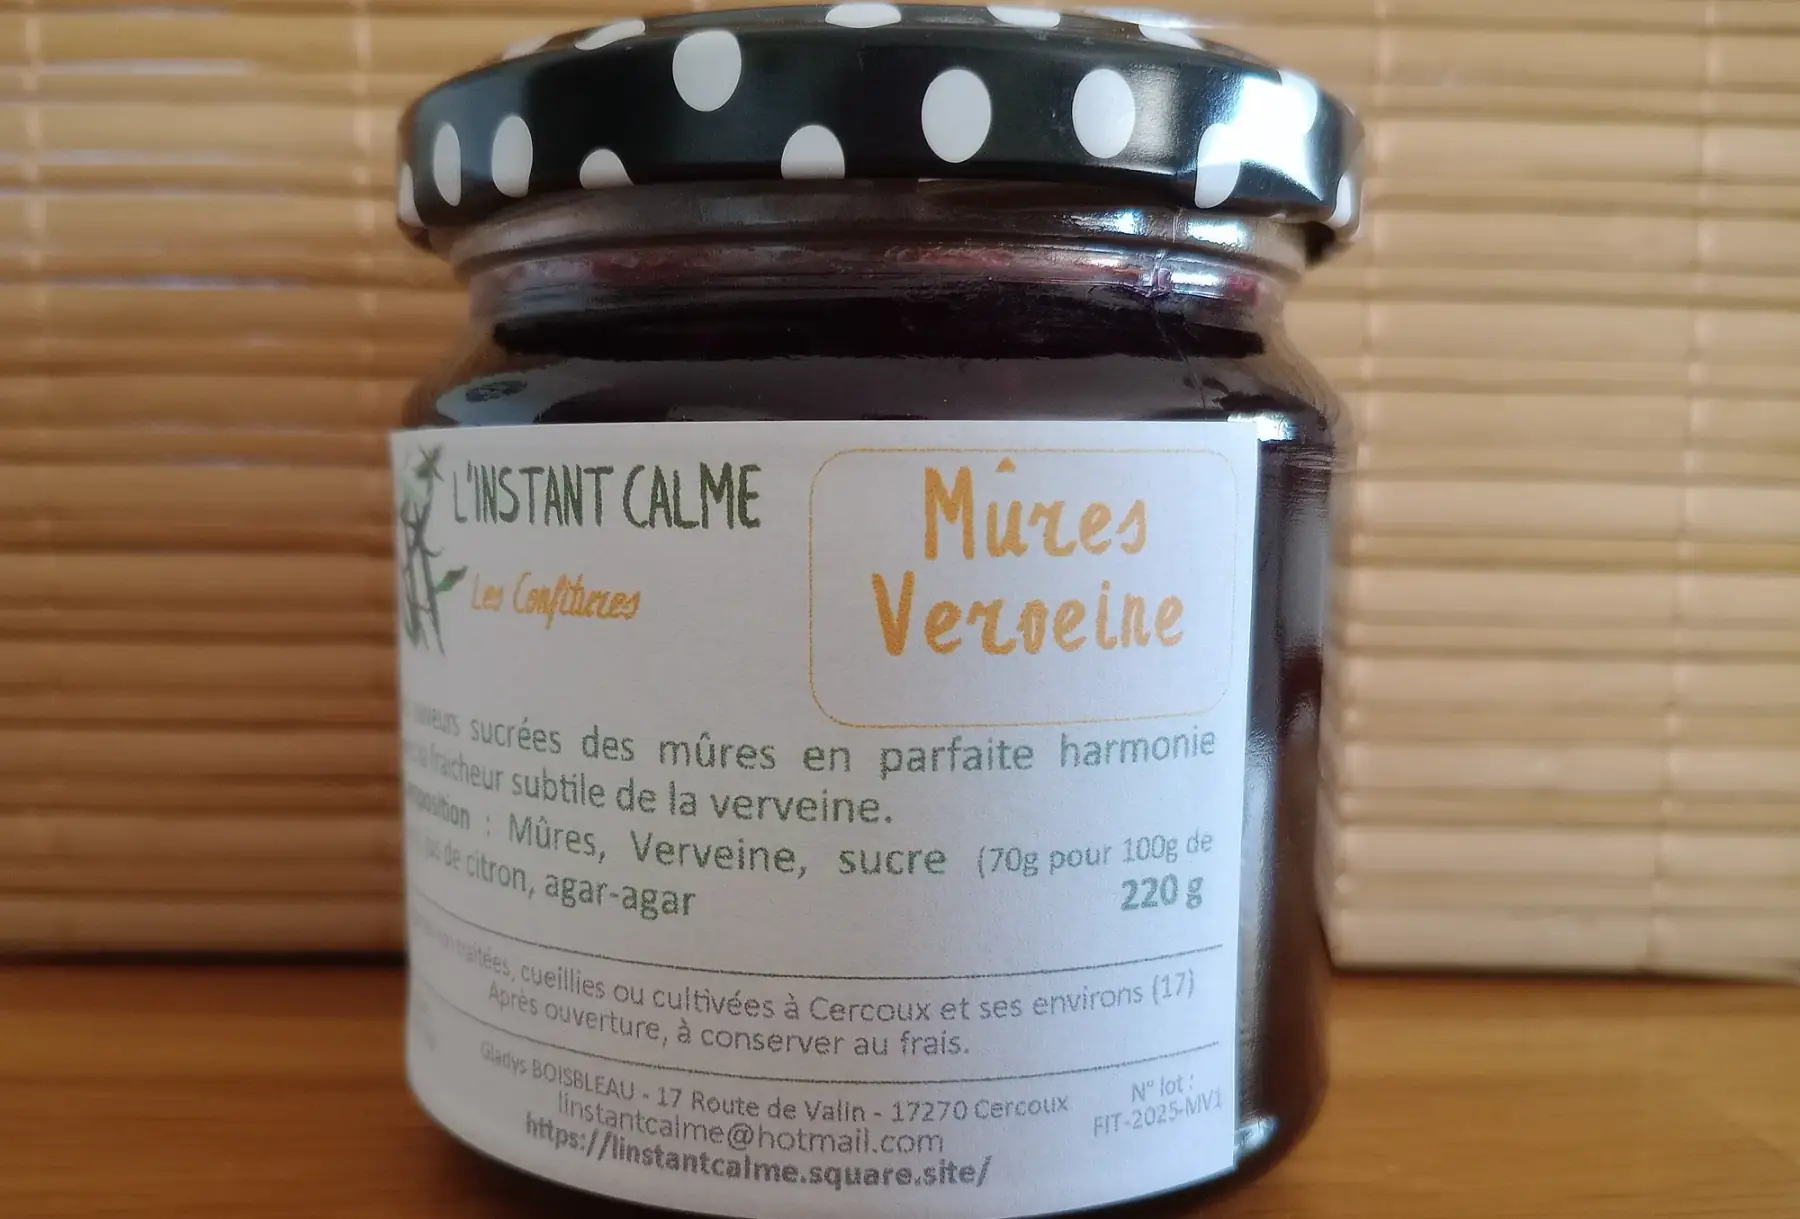 L'INSTANT CALME
Les Confitures
Mûres
Verveine
sucrées des mûres en parfaite harmonie
fraicheur subtile de la verveine.
: Mûres, Verveine, sucre (70g pour 100g de
jus de citron, agar-agar
220 g
traitées, cueillies ou cultivées à Cercoux et ses environs (17)
Après ouverture, à conserver au frais.
Gladys BOISBLEAU - 17 Route de Valin - 17270 Cercoux
linstantcalme@hotmail.com
https://linstantcalme.square.site/
N° lot :
FIT-2025-MV1